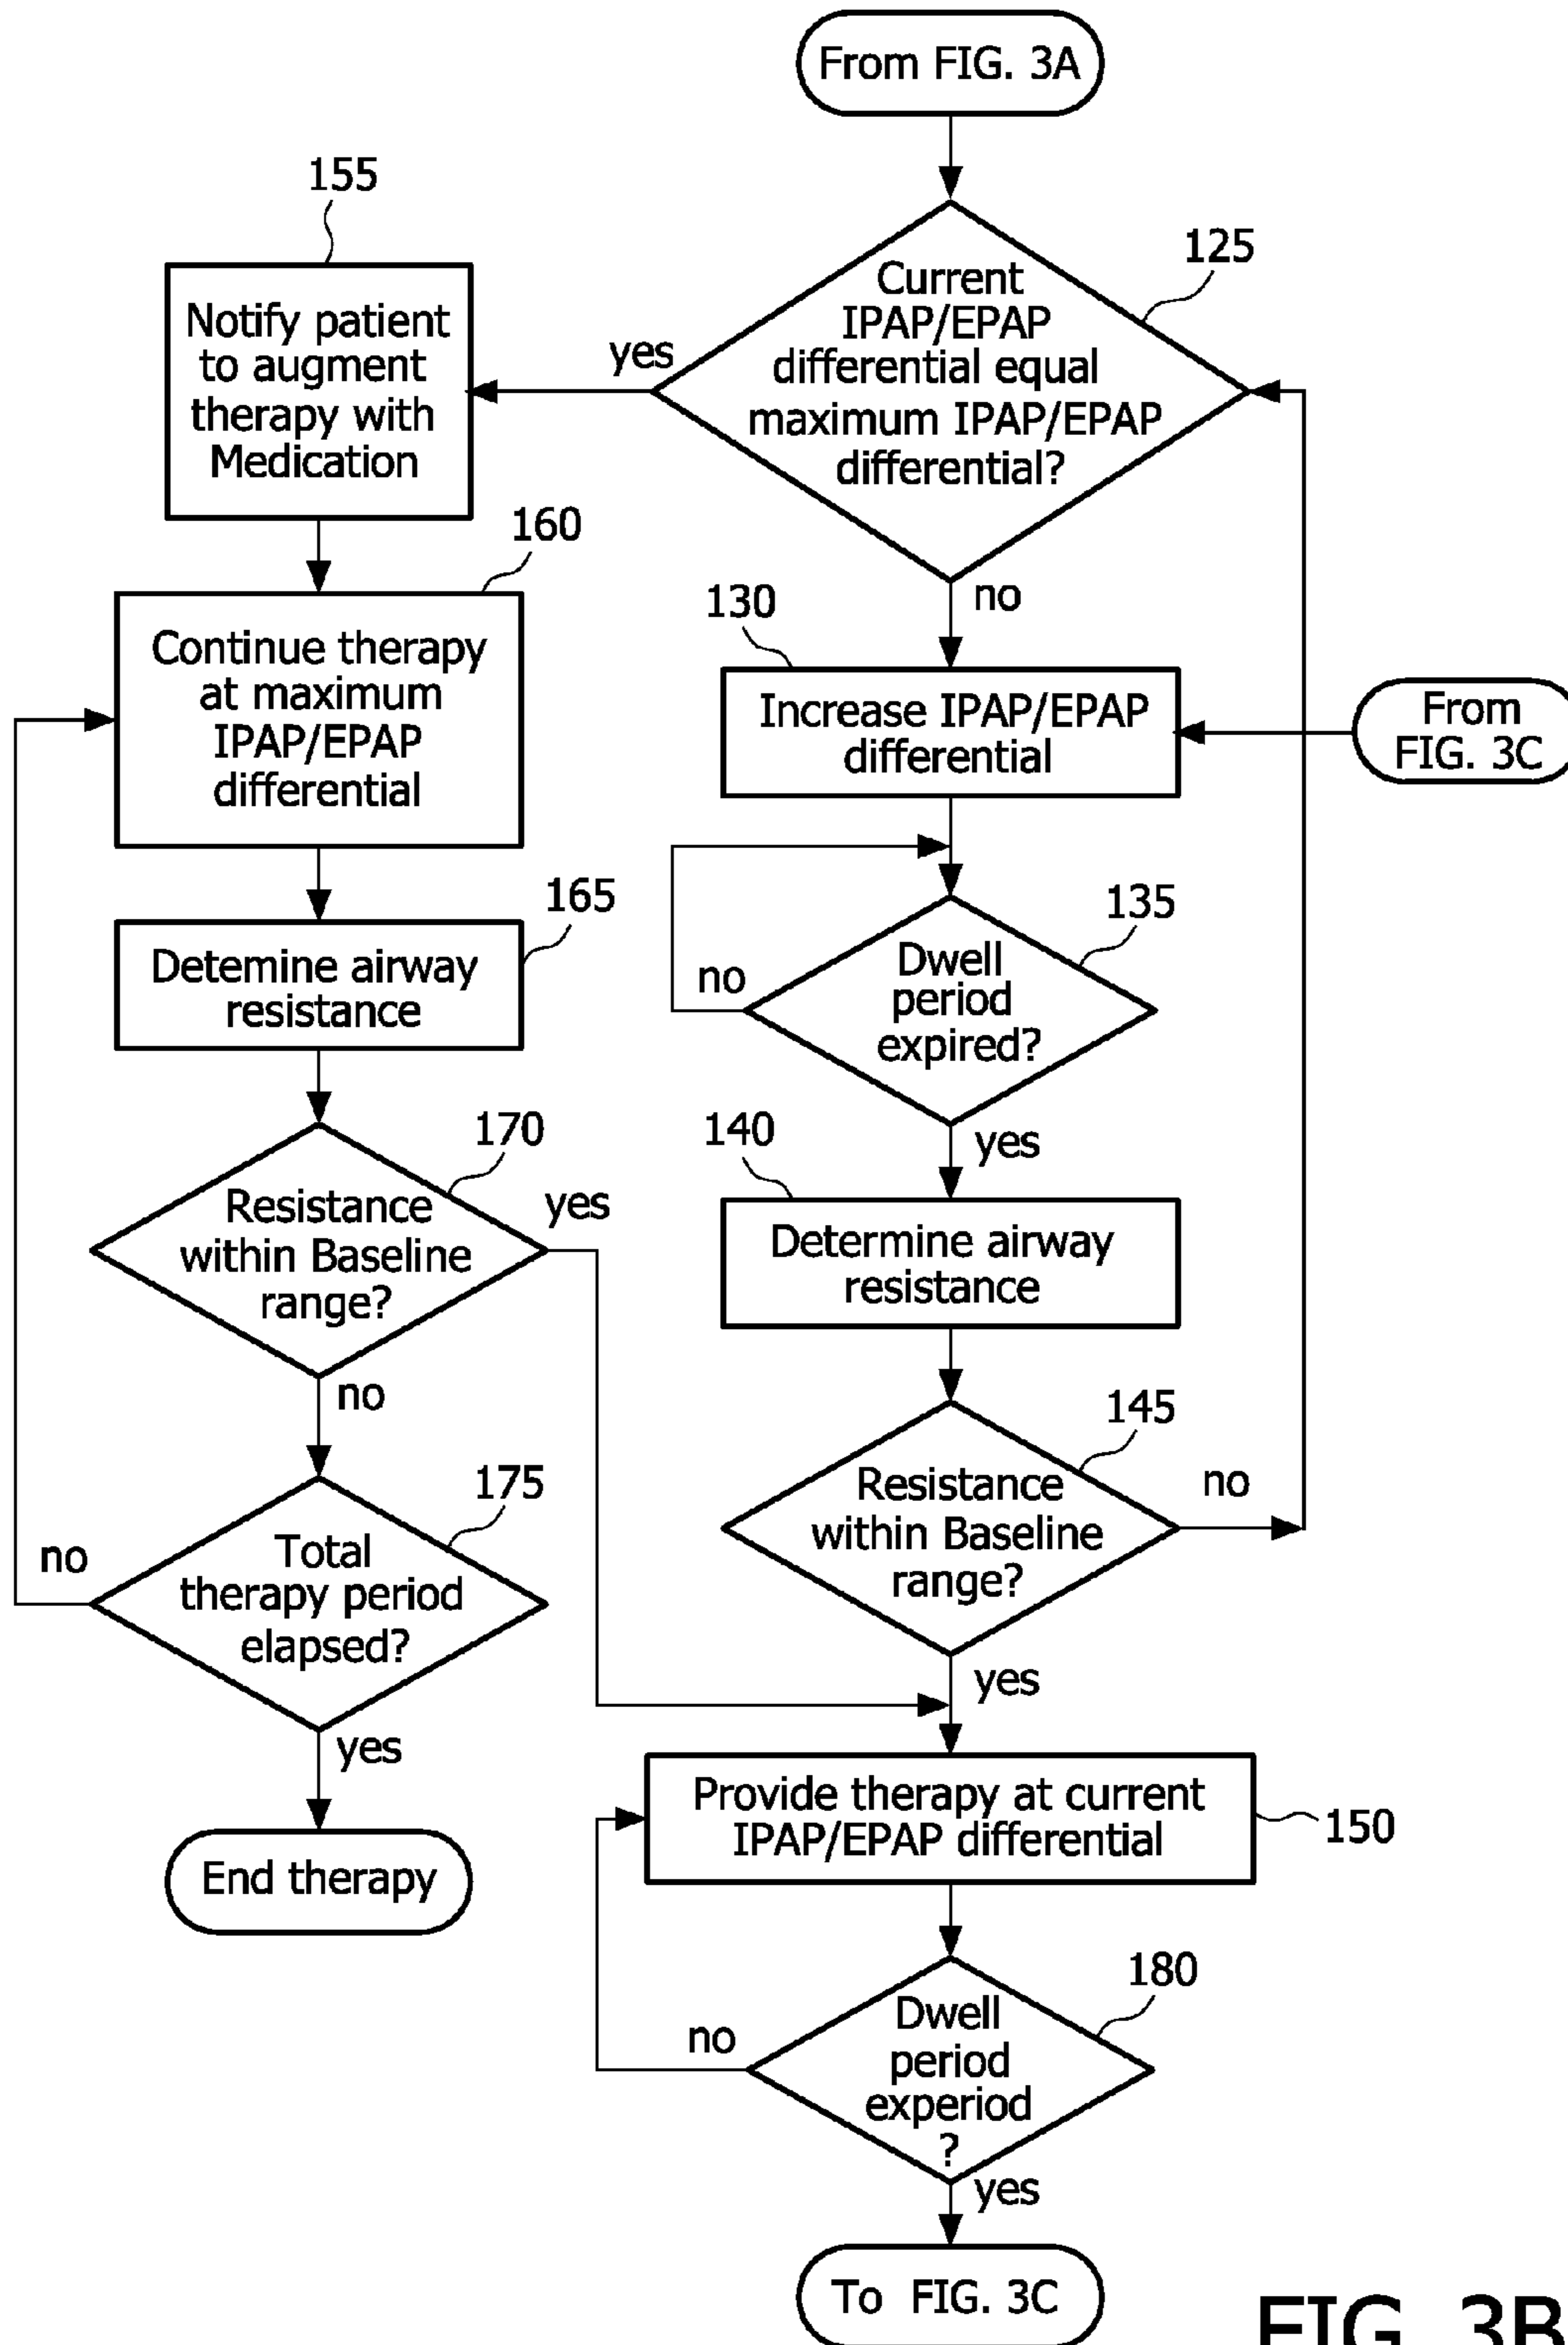 From FIG. 3A
155
125
Current
IPAP/EPAP
differential equal
maximum IPAP/EPAP
differential?
yes
Notify patient
to augment
therapy with
Medication
160
no
130
Continue therapy
at maximum
IPAP/EPAP
differential
Increase IPAP/EPAP
differential
From
FIG. 3C
165
135
Detemine airway
resistance
Dwell
period
expired?
no
170
140
yes
Resistance
within Baseline
range?
yes
Determine airway
resistance
no
145
175
Resistance
within Baseline
range?
no
Total
therapy period
elapsed?
no
yes
yes
Provide therapy at current
IPAP/EPAP differential
150
End therapy
180
Dwell
period
experiod
?
no
yes
To FIG. 3C
FIG. 3B